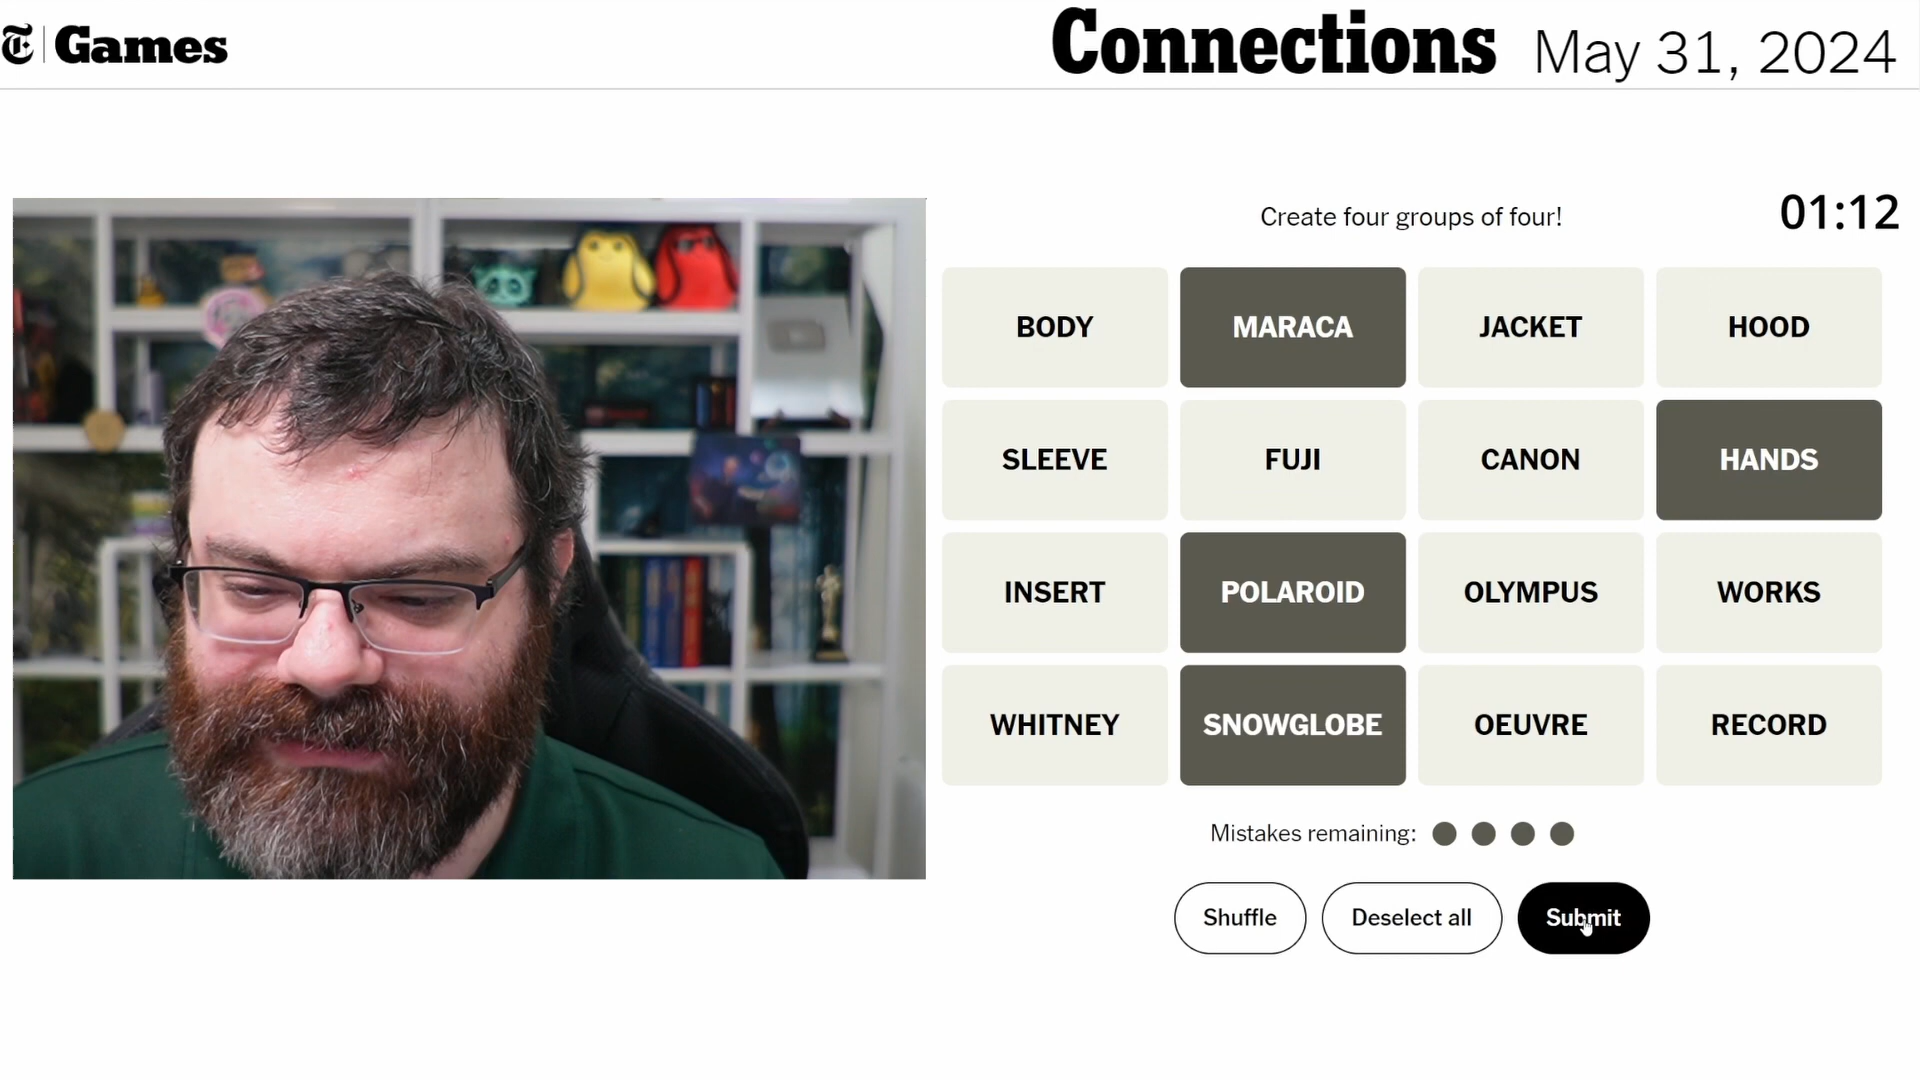 T Games
Connections May 31, 2024
Create four groups of four!
01:12
BODY MARACA JACKET HOOD
SLEEVE FUJI CANON HANDS
INSERT POLAROID OLYMPUS WORKS
WHITNEY SNOWGLOBE OEUVRE RECORD
Mistakes remaining:
Shuffle Deselect all Submit